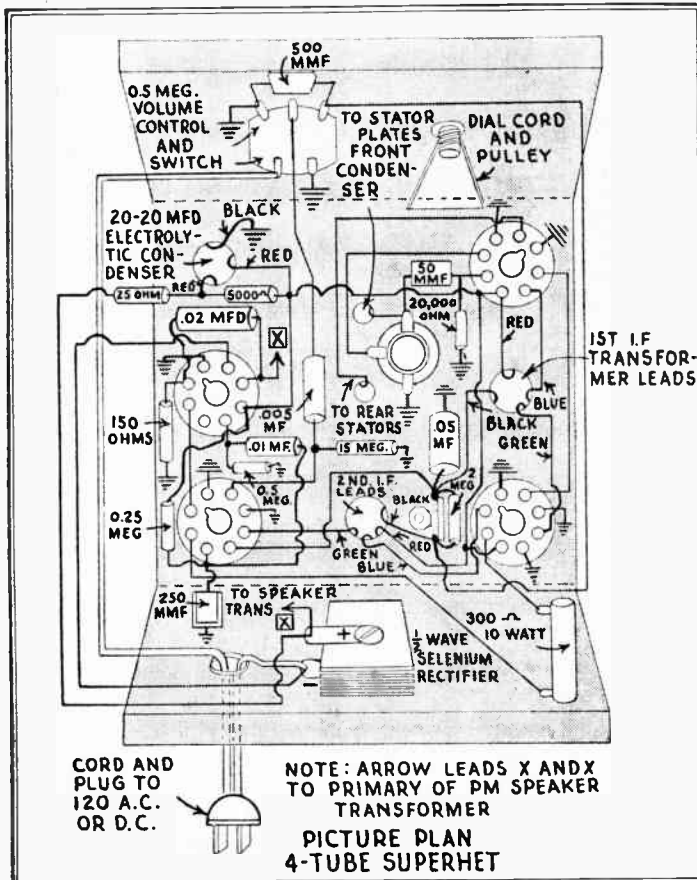 500
MMF
0.5 MEG.
VOLUME
CONTROL
AND
SWITCH
TO STATOR
PLATES
FRONT
CONDEN-
SER
DIAL CORD
AND
PULLEY
20-20 MFD
ELECTROLY-
TIC CON-
DENSER
BLACK
RED
RED
25 OHM
5000Ω
.02 MFD
X
50
MMF
20,000
OHM
RED
1ST I.F
TRANSFOR-
MER LEADS
BLUE
BLACK
GREEN
TO REAR
STATORS
150
OHMS
.005
MF
.01 MF.
15 MEG.
.05
MF
0.5
MEG.
2
MEG
2ND. I.F.
LEADS
BLACK
RED
GREEN
BLUE
0.25
MEG
250
MMF
TO SPEAKER
TRANS
X
+
-
½
WAVE
SELENIUM
RECTIFIER
300 Ω
10 WATT
CORD AND
PLUG TO
120 A.C.
OR D.C.
NOTE: ARROW LEADS X AND X
TO PRIMARY OF PM SPEAKER
TRANSFORMER
PICTURE PLAN
4-TUBE SUPERHET